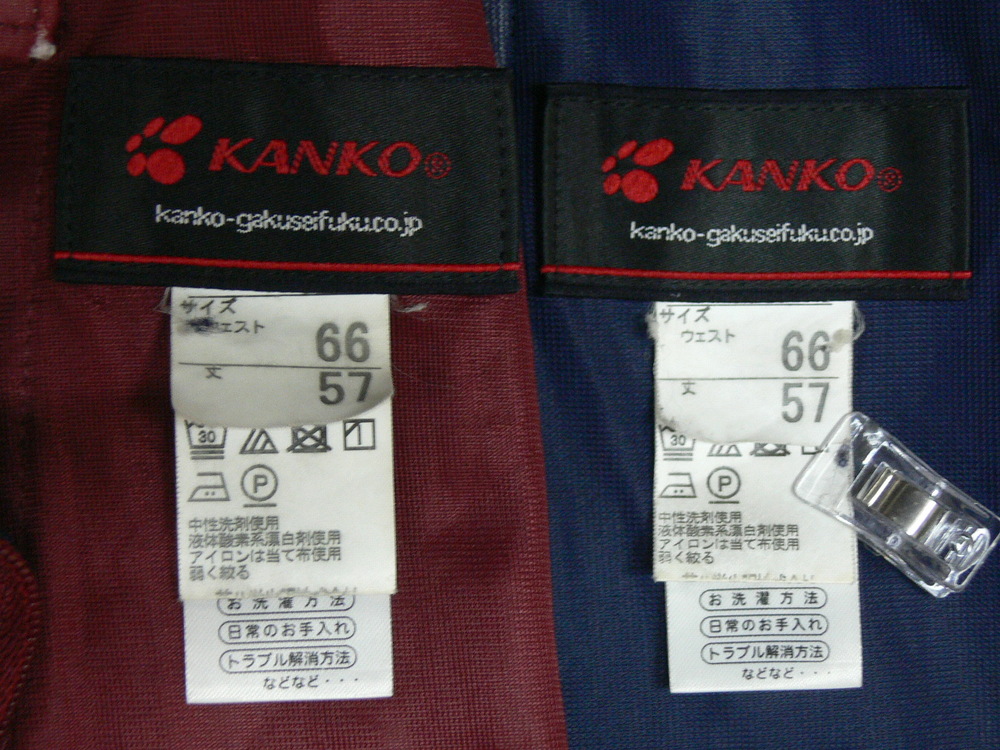 KANKO®
kanko-gakuseifuku.co.jp
サイズ
ウェスト
66
丈
57
30
P
中性洗剤使用
液体酸素系漂白剤使用
アイロンは当て布使用
弱く絞る
お洗濯方法
日常のお手入れ
トラブル解消方法
などなど・・・
KANKO®
kanko-gakuseifuku.co.jp
サイズ
ウェスト
66
丈
57
30
P
中性洗剤使用
液体酸素系漂白剤使用
アイロンは当て布使用
弱く絞る
お洗濯方法
日常のお手入れ
トラブル解消方法
などなど・・・